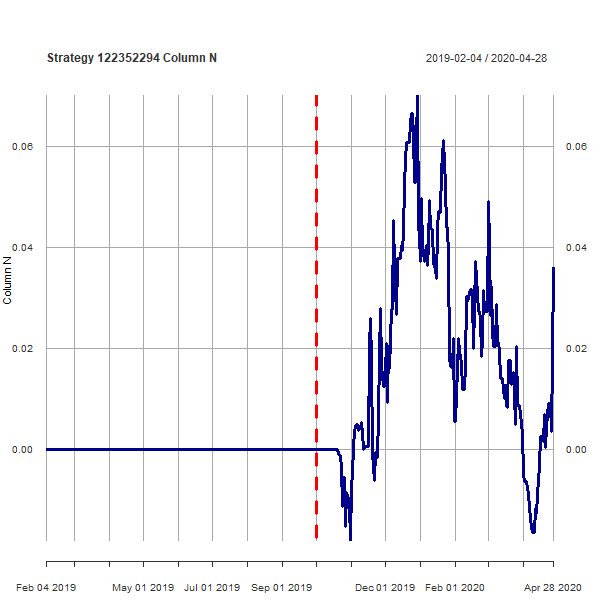 Strategy 122352294 Column N
2019-02-04 / 2020-04-28
Column N
0.06
0.04
0.02
0.00
0.06
0.04
0.02
0.00
Feb 04 2019
May 01 2019
Jul 01 2019
Sep 01 2019
Dec 01 2019
Feb 01 2020
Apr 28 2020